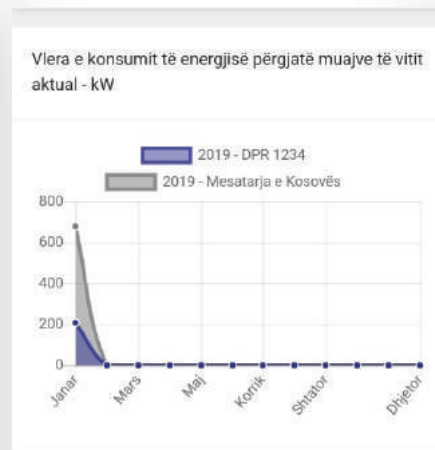 Vlera e konsumit të energjisë përgjatë muajve të vitit
aktual - kW
2019 - DPR 1234
2019 - Mesatarja e Kosovës
800
600
400
200
0
Janar
Mars
Maj
Korrik
Shtator
Dhjetor